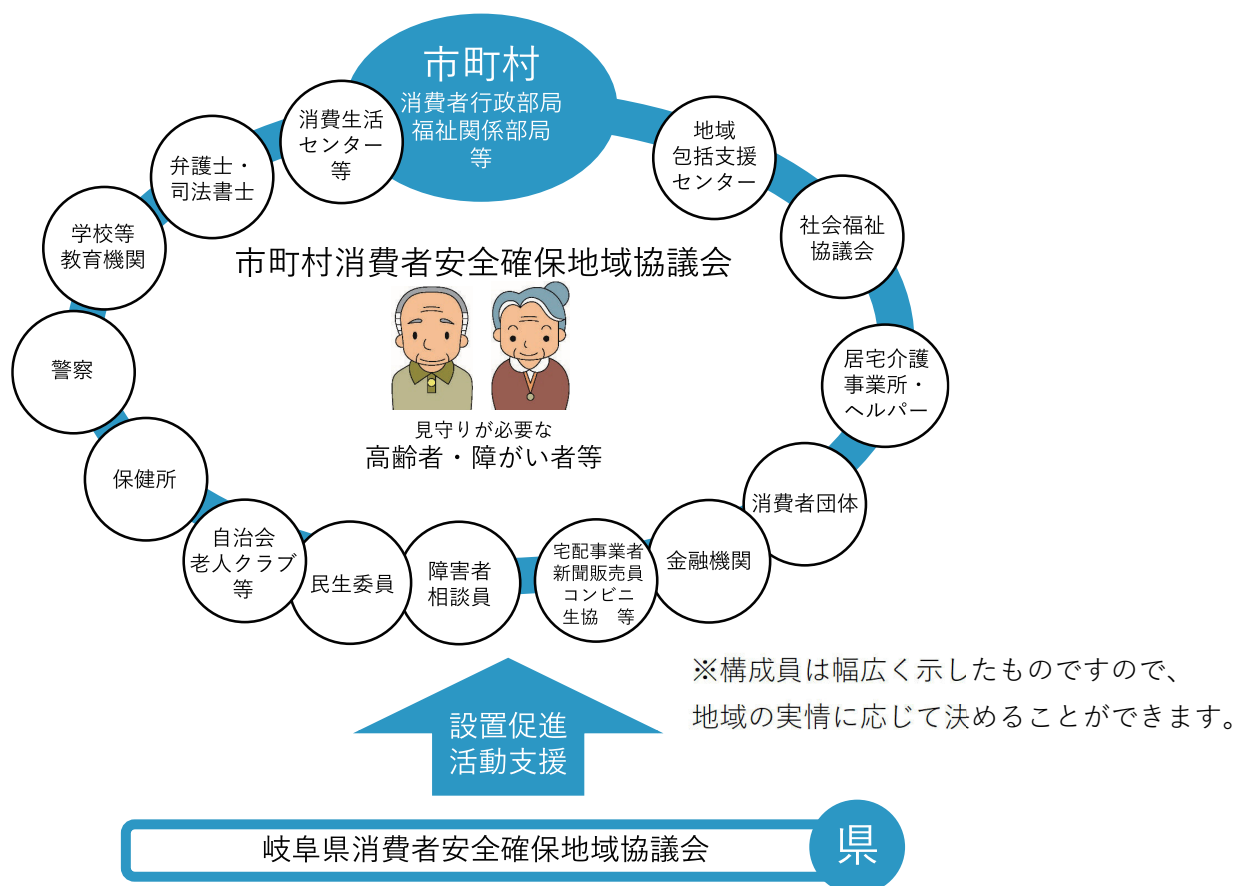 市町村
消費者行政部局
福祉関係部局
等
消費生活
センター
等
地域
包括支援
センター
弁護士・
司法書士
社会福祉
協議会
学校等
教育機関
市町村消費者安全確保地域協議会
警察
居宅介護
事業所・
ヘルパー
見守りが必要な
高齢者・障がい者等
保健所
消費者団体
自治会
老人クラブ
等
民生委員
障害者
相談員
宅配事業者
新聞販売員
コンビニ
生協　等
金融機関
※構成員は幅広く示したものですので、
地域の実情に応じて決めることができます。
設置促進
活動支援
岐阜県消費者安全確保地域協議会
県